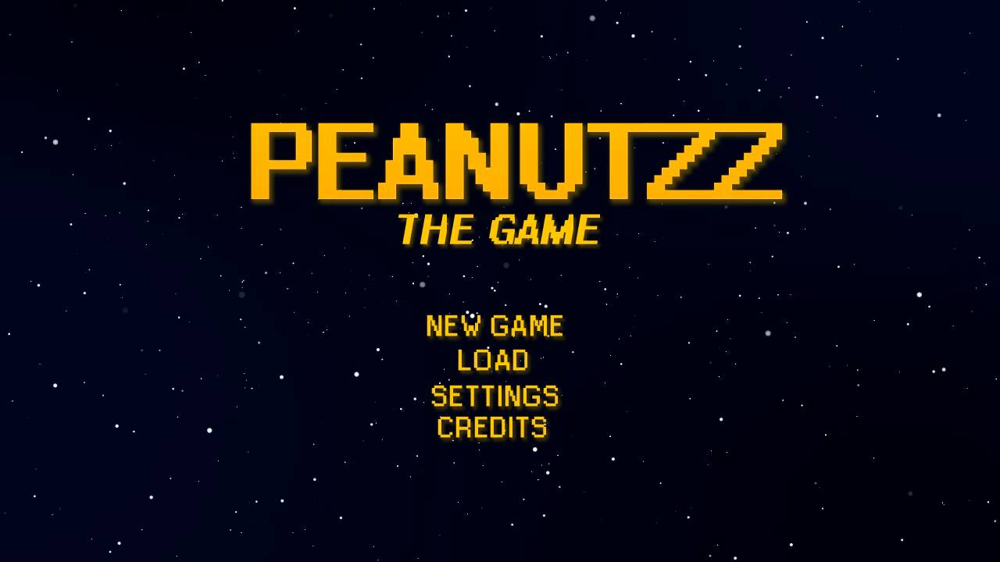 PEANUTZZ
THE GAME
NEW GAME
LOAD
SETTINGS
CREDITS